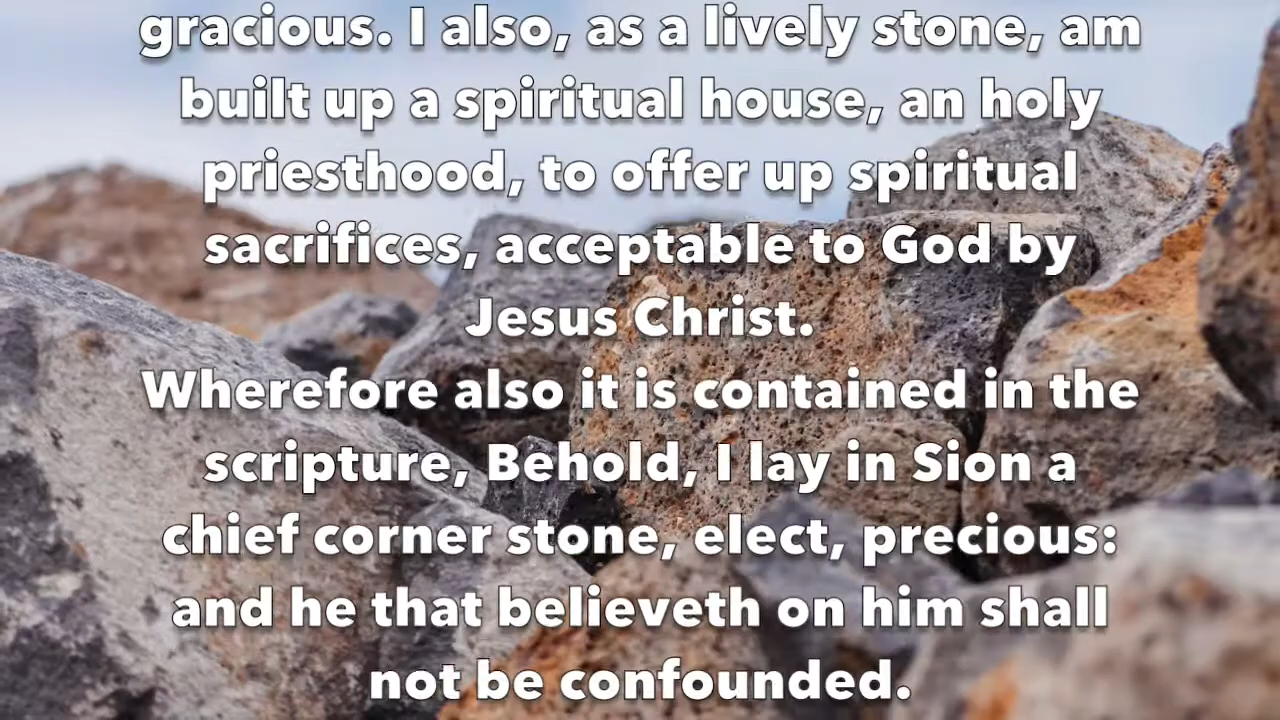 gracious. I also, as a lively stone, am
built up a spiritual house, an holy
priesthood, to offer up spiritual
sacrifices, acceptable to God by
Jesus Christ.
Wherefore also it is contained in the
scripture, Behold, I lay in Sion a
chief corner stone, elect, precious:
and he that believeth on him shall
not be confounded.